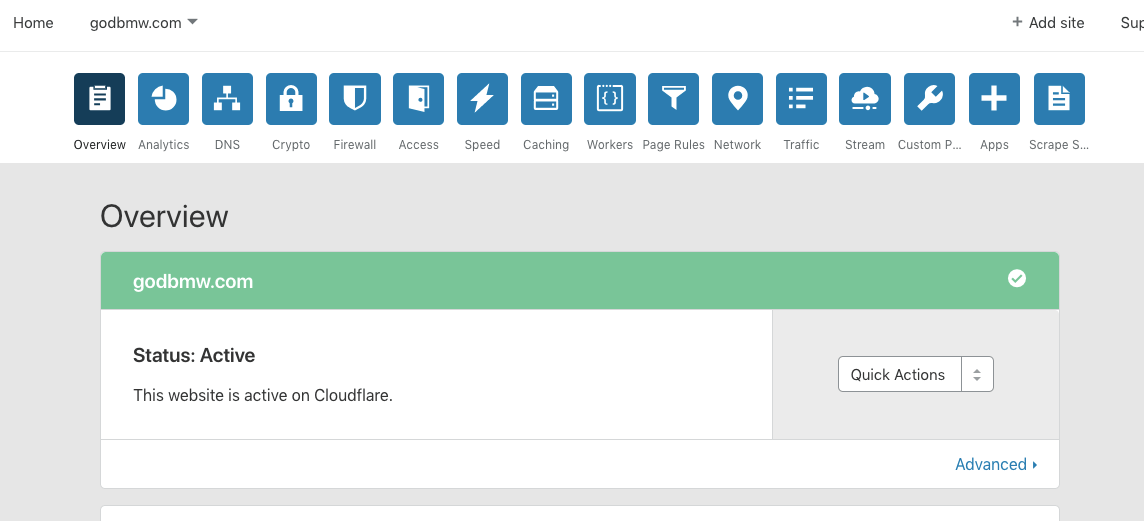 Home godbmw.com + Add site Sup
Overview Analytics DNS Crypto Firewall Access Speed Caching Workers Page Rules Network Traffic Stream Custom P... Apps Scrape S...
Overview
godbmw.com
Status: Active
Quick Actions
This website is active on Cloudflare.
Advanced